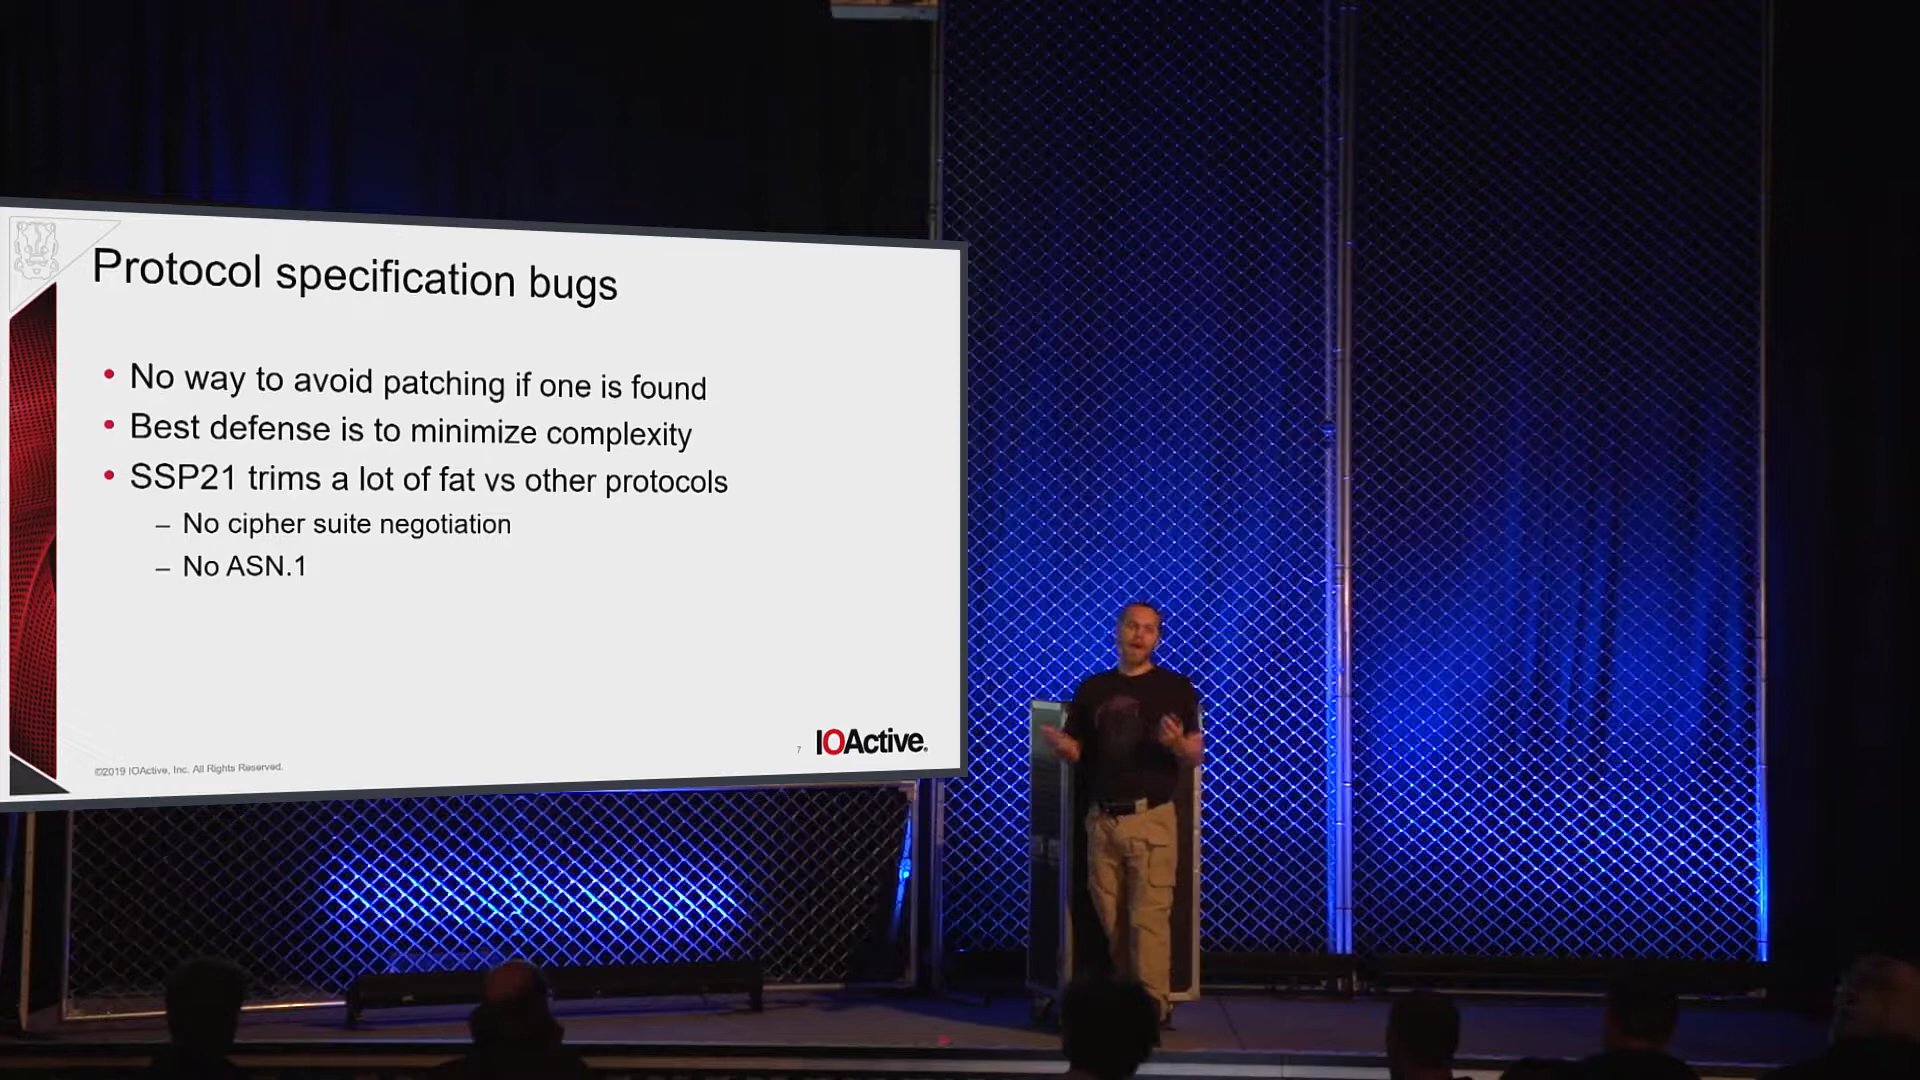 Protocol specification bugs
• No way to avoid patching if one is found
• Best defense is to minimize complexity
• SSP21 trims a lot of fat vs other protocols
– No cipher suite negotiation
– No ASN.1
©2019 IOActive, Inc. All Rights Reserved.
7
IOActive.